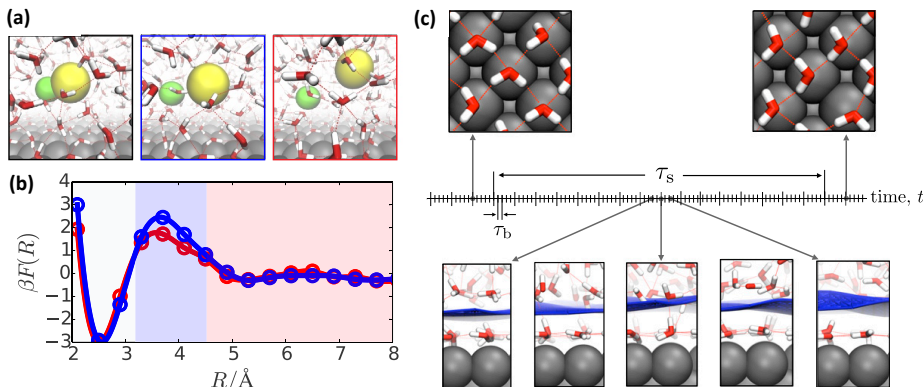 (a)
(b)
4
3
2
1
0
−1
−2
−3
βF(R)
2 3 4 5 6 7 8
R/Å
(c)
τs
time, t
τb